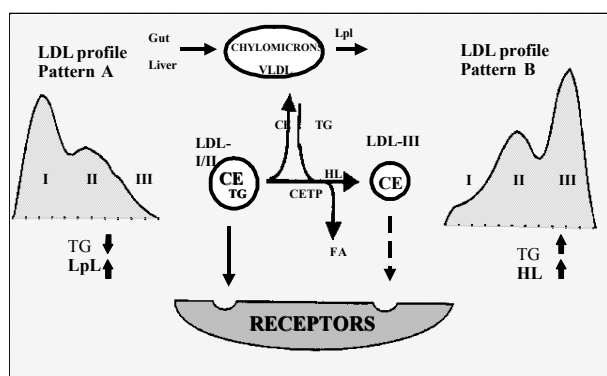 LDL profile
Pattern A
Gut
Liver
CHYLOMICRONS
VLDL
Lpl
LDL profile
Pattern B
CE
TG
LDL-
I/II
CE
TG
HL
CETP
LDL-III
CE
FA
I
II
III
I
II
III
TG
LpL
TG
HL
RECEPTORS